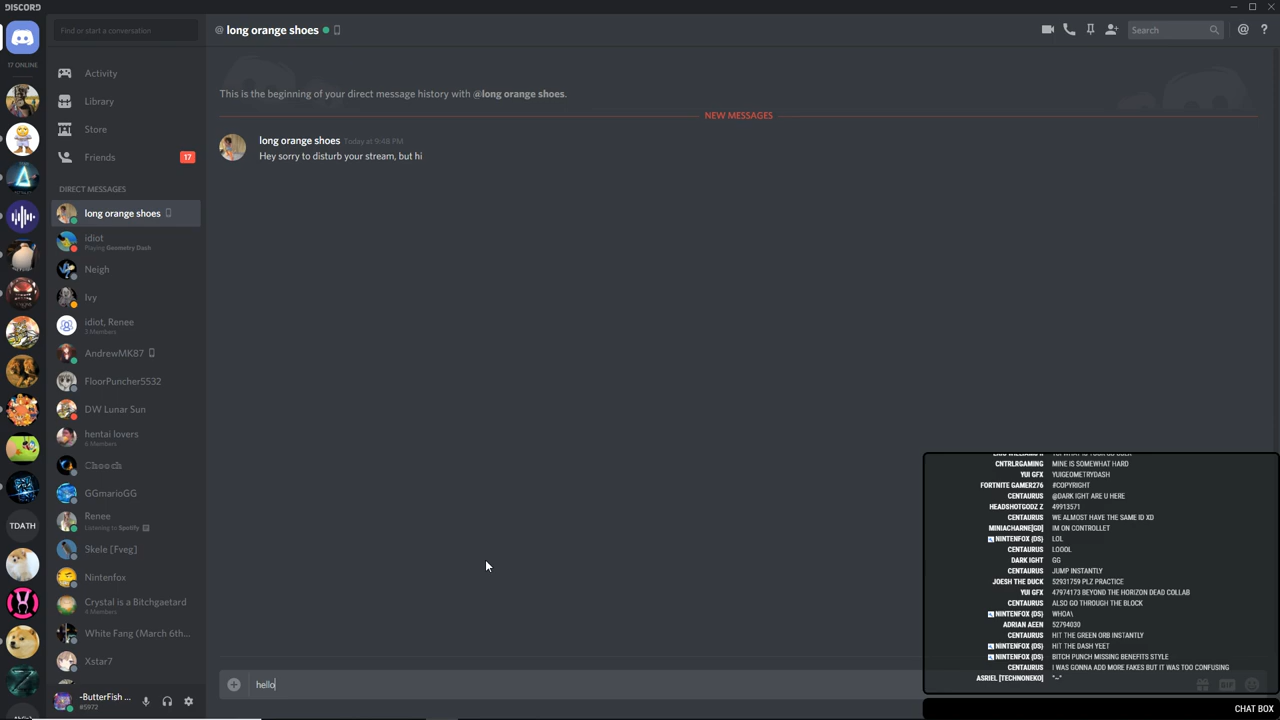 DISCORD
Find or start a conversation
@ long orange shoes
Search
17 ONLINE
Activity
Library
Store
Friends
17
DIRECT MESSAGES
long orange shoes
idiot
Playing Geometry Dash
Neigh
Ivy
idiot, Renee
3 Members
AndrewMK87
FloorPuncher5532
DW Lunar Sun
hentai lovers
6 Members
Chooch
GGmarioGG
Renee
Listening to Spotify
Skele [Fveg]
Nintenfox
Crystal is a Bitchgaetard
4 Members
White Fang (March 6th...
Xstar7
TDATH
-ButterFish ...
#5972
This is the beginning of your direct message history with @long orange shoes.
NEW MESSAGES
long orange shoes Today at 9:48 PM
Hey sorry to disturb your stream, but hi
hello
CNTRLRGAMING MINE IS SOMEWHAT HARD
YUI GFX YUIGEOMETRYDASH
FORTNITE GAMER276 #COPYRIGHT
CENTAURUS @DARK IGHT ARE U HERE
HEADSHOTGODZ Z 49913571
CENTAURUS WE ALMOST HAVE THE SAME ID XD
MINIACHARNE[GD] IM ON CONTROLLET
NINTENFOX (DS) LOL
CENTAURUS LOODL
DARK IGHT GG
CENTAURUS JUMP INSTANTLY
JOESH THE DUCK 52931759 PLZ PRACTICE
YUI GFX 47974173 BEYOND THE HORIZON DEAD COLLAB
CENTAURUS ALSO GO THROUGH THE BLOCK
NINTENFOX (DS) WHOA\
ADRIAN AEEN 52794030
CENTAURUS HIT THE GREEN ORB INSTANTLY
NINTENFOX (DS) HIT THE DASH YEET
NINTENFOX (DS) BITCH PUNCH MISSING BENEFITS STYLE
CENTAURUS I WAS GONNA ADD MORE FAKES BUT IT WAS TOO CONFUSING
ASRIEL [TECHNONEKO] "~"
GIF
CHAT BOX